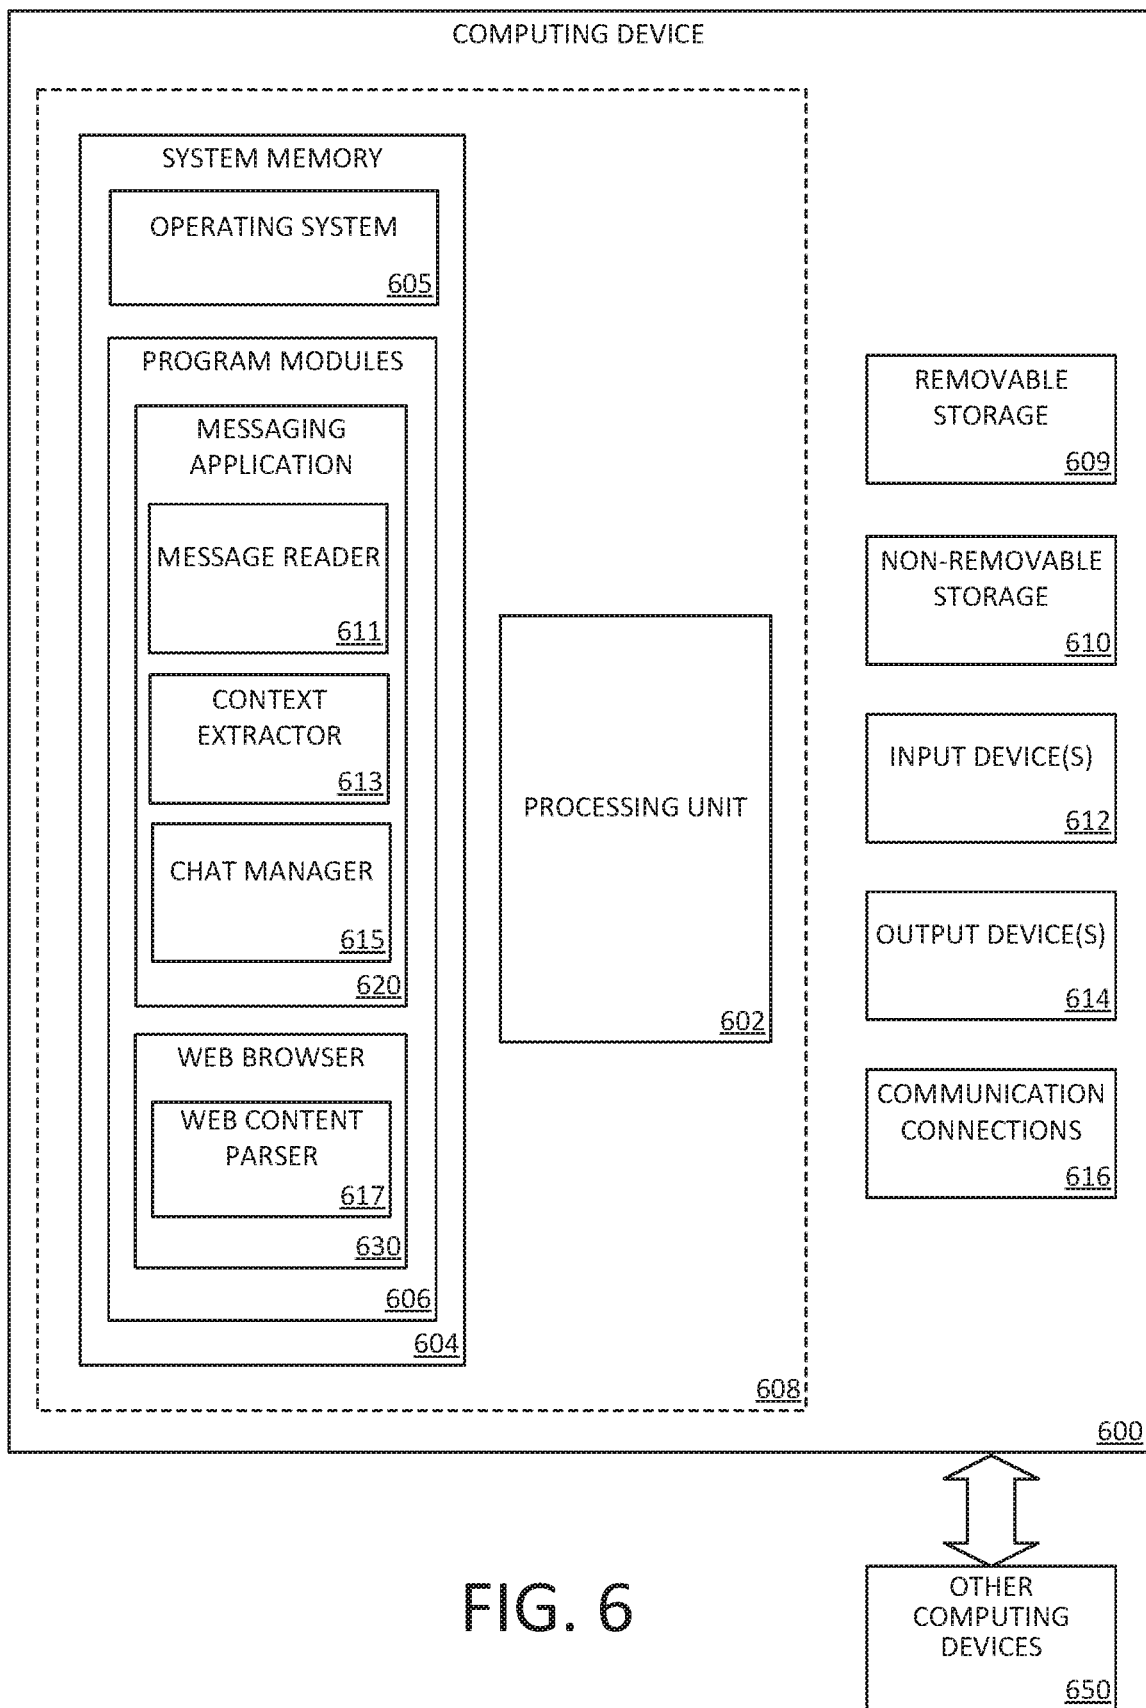 COMPUTING DEVICE
SYSTEM MEMORY
OPERATING SYSTEM
605
PROGRAM MODULES
MESSAGING
APPLICATION
MESSAGE READER
611
CONTEXT
EXTRACTOR
613
CHAT MANAGER
615
620
WEB BROWSER
WEB CONTENT
PARSER
617
630
606
604
PROCESSING UNIT
602
608
REMOVABLE
STORAGE
609
NON-REMOVABLE
STORAGE
610
INPUT DEVICE(S)
612
OUTPUT DEVICE(S)
614
COMMUNICATION
CONNECTIONS
616
600
OTHER
COMPUTING
DEVICES
650
FIG. 6